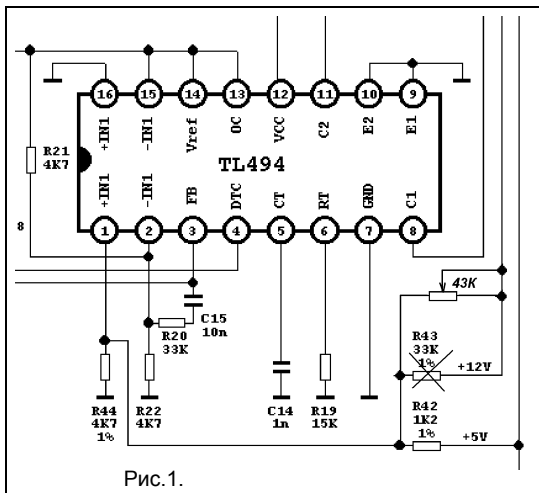 16 15 14 13 12 11 10 9
+IN1 -IN1 Vref OC VCC C2 E2 E1
R21
4K7
TL494
+IN1 -IN1 FB DTC CT RT GND C1
8
1 2 3 4 5 6 7 8
43K
C15
10n
R20
33K
R43
33K
1%
+12V
R44
4K7
1%
R22
4K7
C14
1n
R19
15K
R42
1K2
1%
+5V
Рис.1.